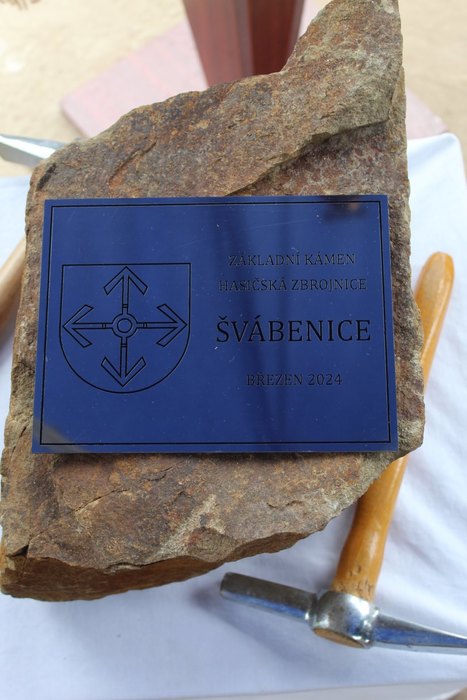 ZÁKLADNÍ KÁMEN
HASIČSKÁ ZBROJNICE
ŠVÁBENICE
BŘEZEN 2024